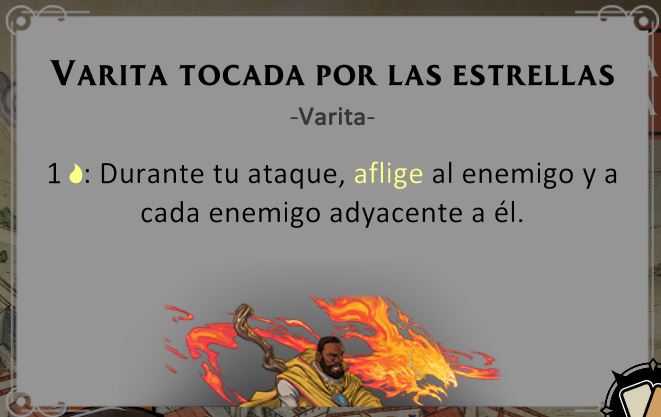 VARITA TOCADA POR LAS ESTRELLAS
-Varita-
1 : Durante tu ataque, aflige al enemigo y a
cada enemigo adyacente a él.